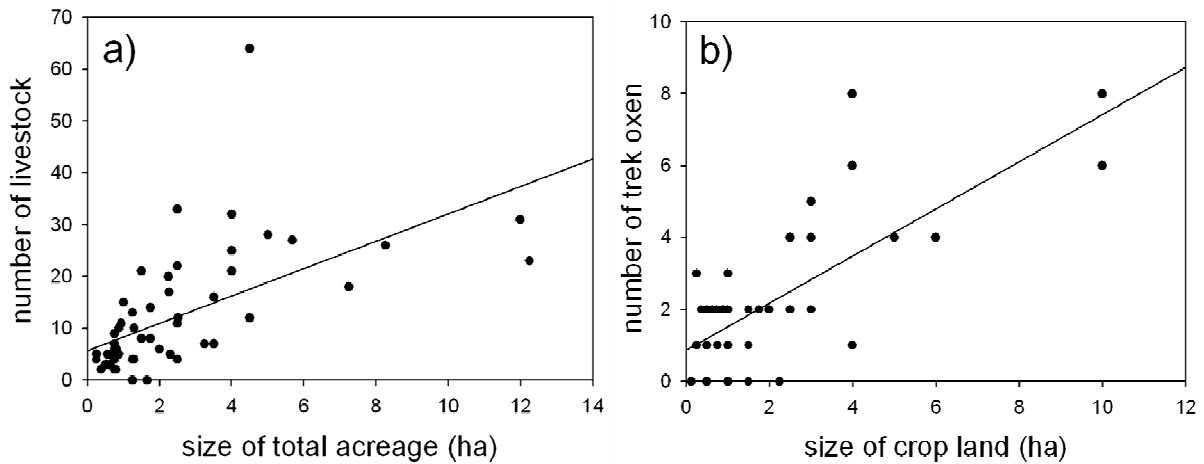 a)
number of livestock
70
60
50
40
30
20
10
0
0 2 4 6 8 10 12 14
size of total acreage (ha)
b)
number of trek oxen
10
8
6
4
2
0
0 2 4 6 8 10 12
size of crop land (ha)